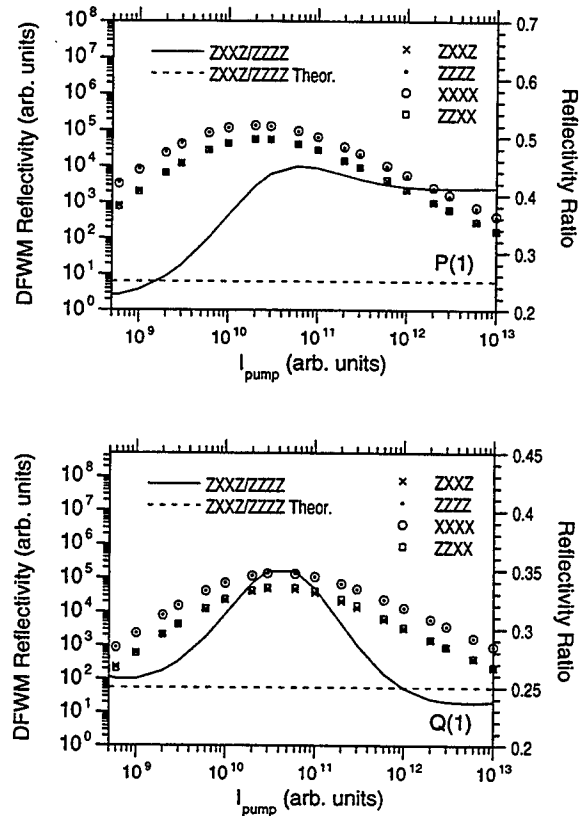 10^8
10^7
10^6
10^5
10^4
10^3
10^2
10^1
10^0
DFWM Reflectivity (arb. units)
ZXXZ/ZZZZ
ZXXZ/ZZZZ Theor.
ZXXZ
ZZZZ
XXXX
ZZXX
P(1)
0.7
0.6
0.5
0.4
0.3
0.2
Reflectivity Ratio
10^9 10^10 10^11 10^12 10^13
I_pump (arb. units)
10^8
10^7
10^6
10^5
10^4
10^3
10^2
10^1
10^0
DFWM Reflectivity (arb. units)
ZXXZ/ZZZZ
ZXXZ/ZZZZ Theor.
ZXXZ
ZZZZ
XXXX
ZZXX
Q(1)
0.45
0.40
0.35
0.30
0.25
0.2
Reflectivity Ratio
10^9 10^10 10^11 10^12 10^13
I_pump (arb. units)